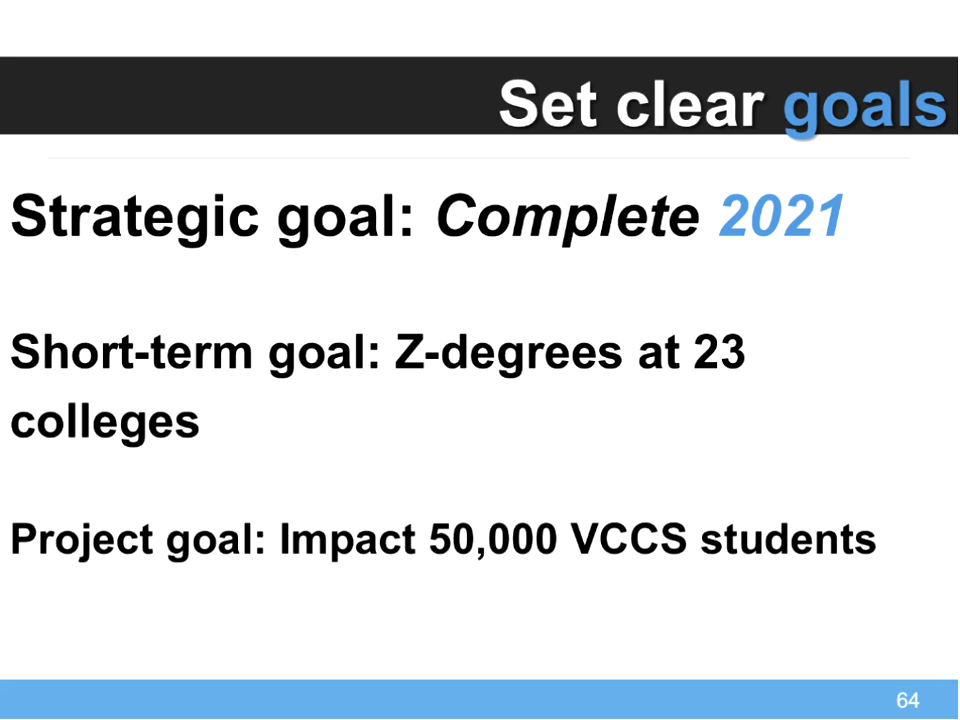 Set clear goals
Strategic goal: Complete 2021
Short-term goal: Z-degrees at 23
colleges
Project goal: Impact 50,000 VCCS students
64